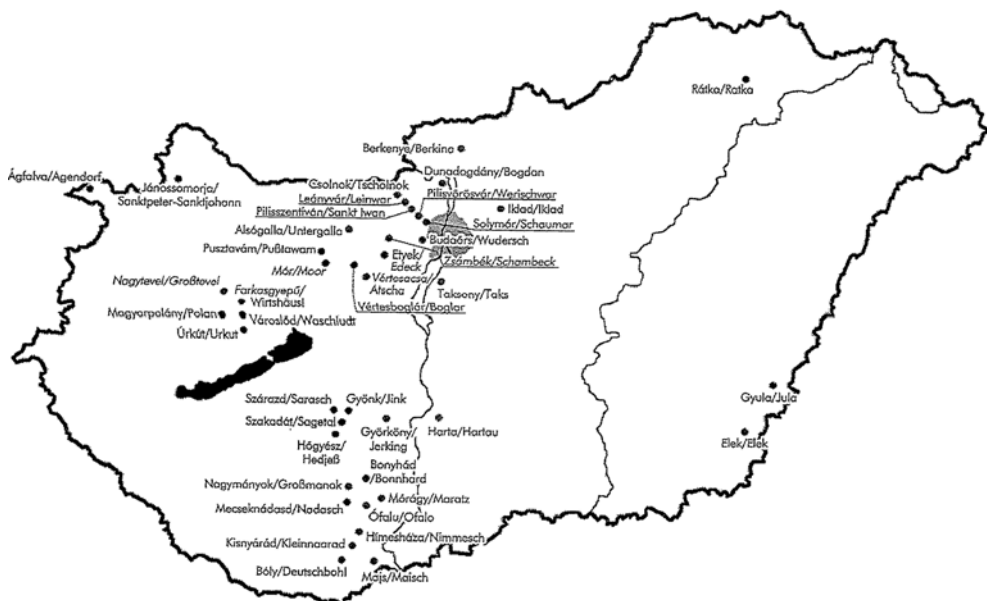 Rátka/Ratka
Berkenye/Berkina
Dunadogdány/Bogdan
Ágfalva/Agendorf
Jánossomorja/
Sanktpeter-Sanktjohann
Csolnok/Tscholnok
Leányvár/Leinwar
Pilisvörösvár/Werischwar
Pilisszentiván/Sankt Iwan
Iklad/Iklad
Solymár/Schaumar
Alsógalla/Untergalla
Budaörs/Wudersch
Pusztavám/Pußtawam
Etyek/
Edeck
Zsámbék/Schambeck
Mór/Moor
Vértesacsa/
Atscha
Taksony/Taks
Nagytevel/Großtevel
Farkasgyepű/
Wirtshäusl
Vértesboglár/Boglar
Magyarpolány/Polan
Városlőd/Waschludt
Úrkút/Urkut
Gyula/Jula
Szárazd/Sarasch
Gyönk/Jink
Szakadát/Sagetal
Györköny/
Jerking
Harta/Hartau
Elek/Elek
Hőgyész/
Hedjeß
Bonyhád
/Bonnhard
Nagymányok/Großmanok
Mórágy/Maratz
Mecseknádasd/Nadasch
Ófalu/Ofalo
Himesháza/Nimmesch
Kisnyárád/Kleinnaarad
Bóly/Deutschbohl
Majs/Maisch